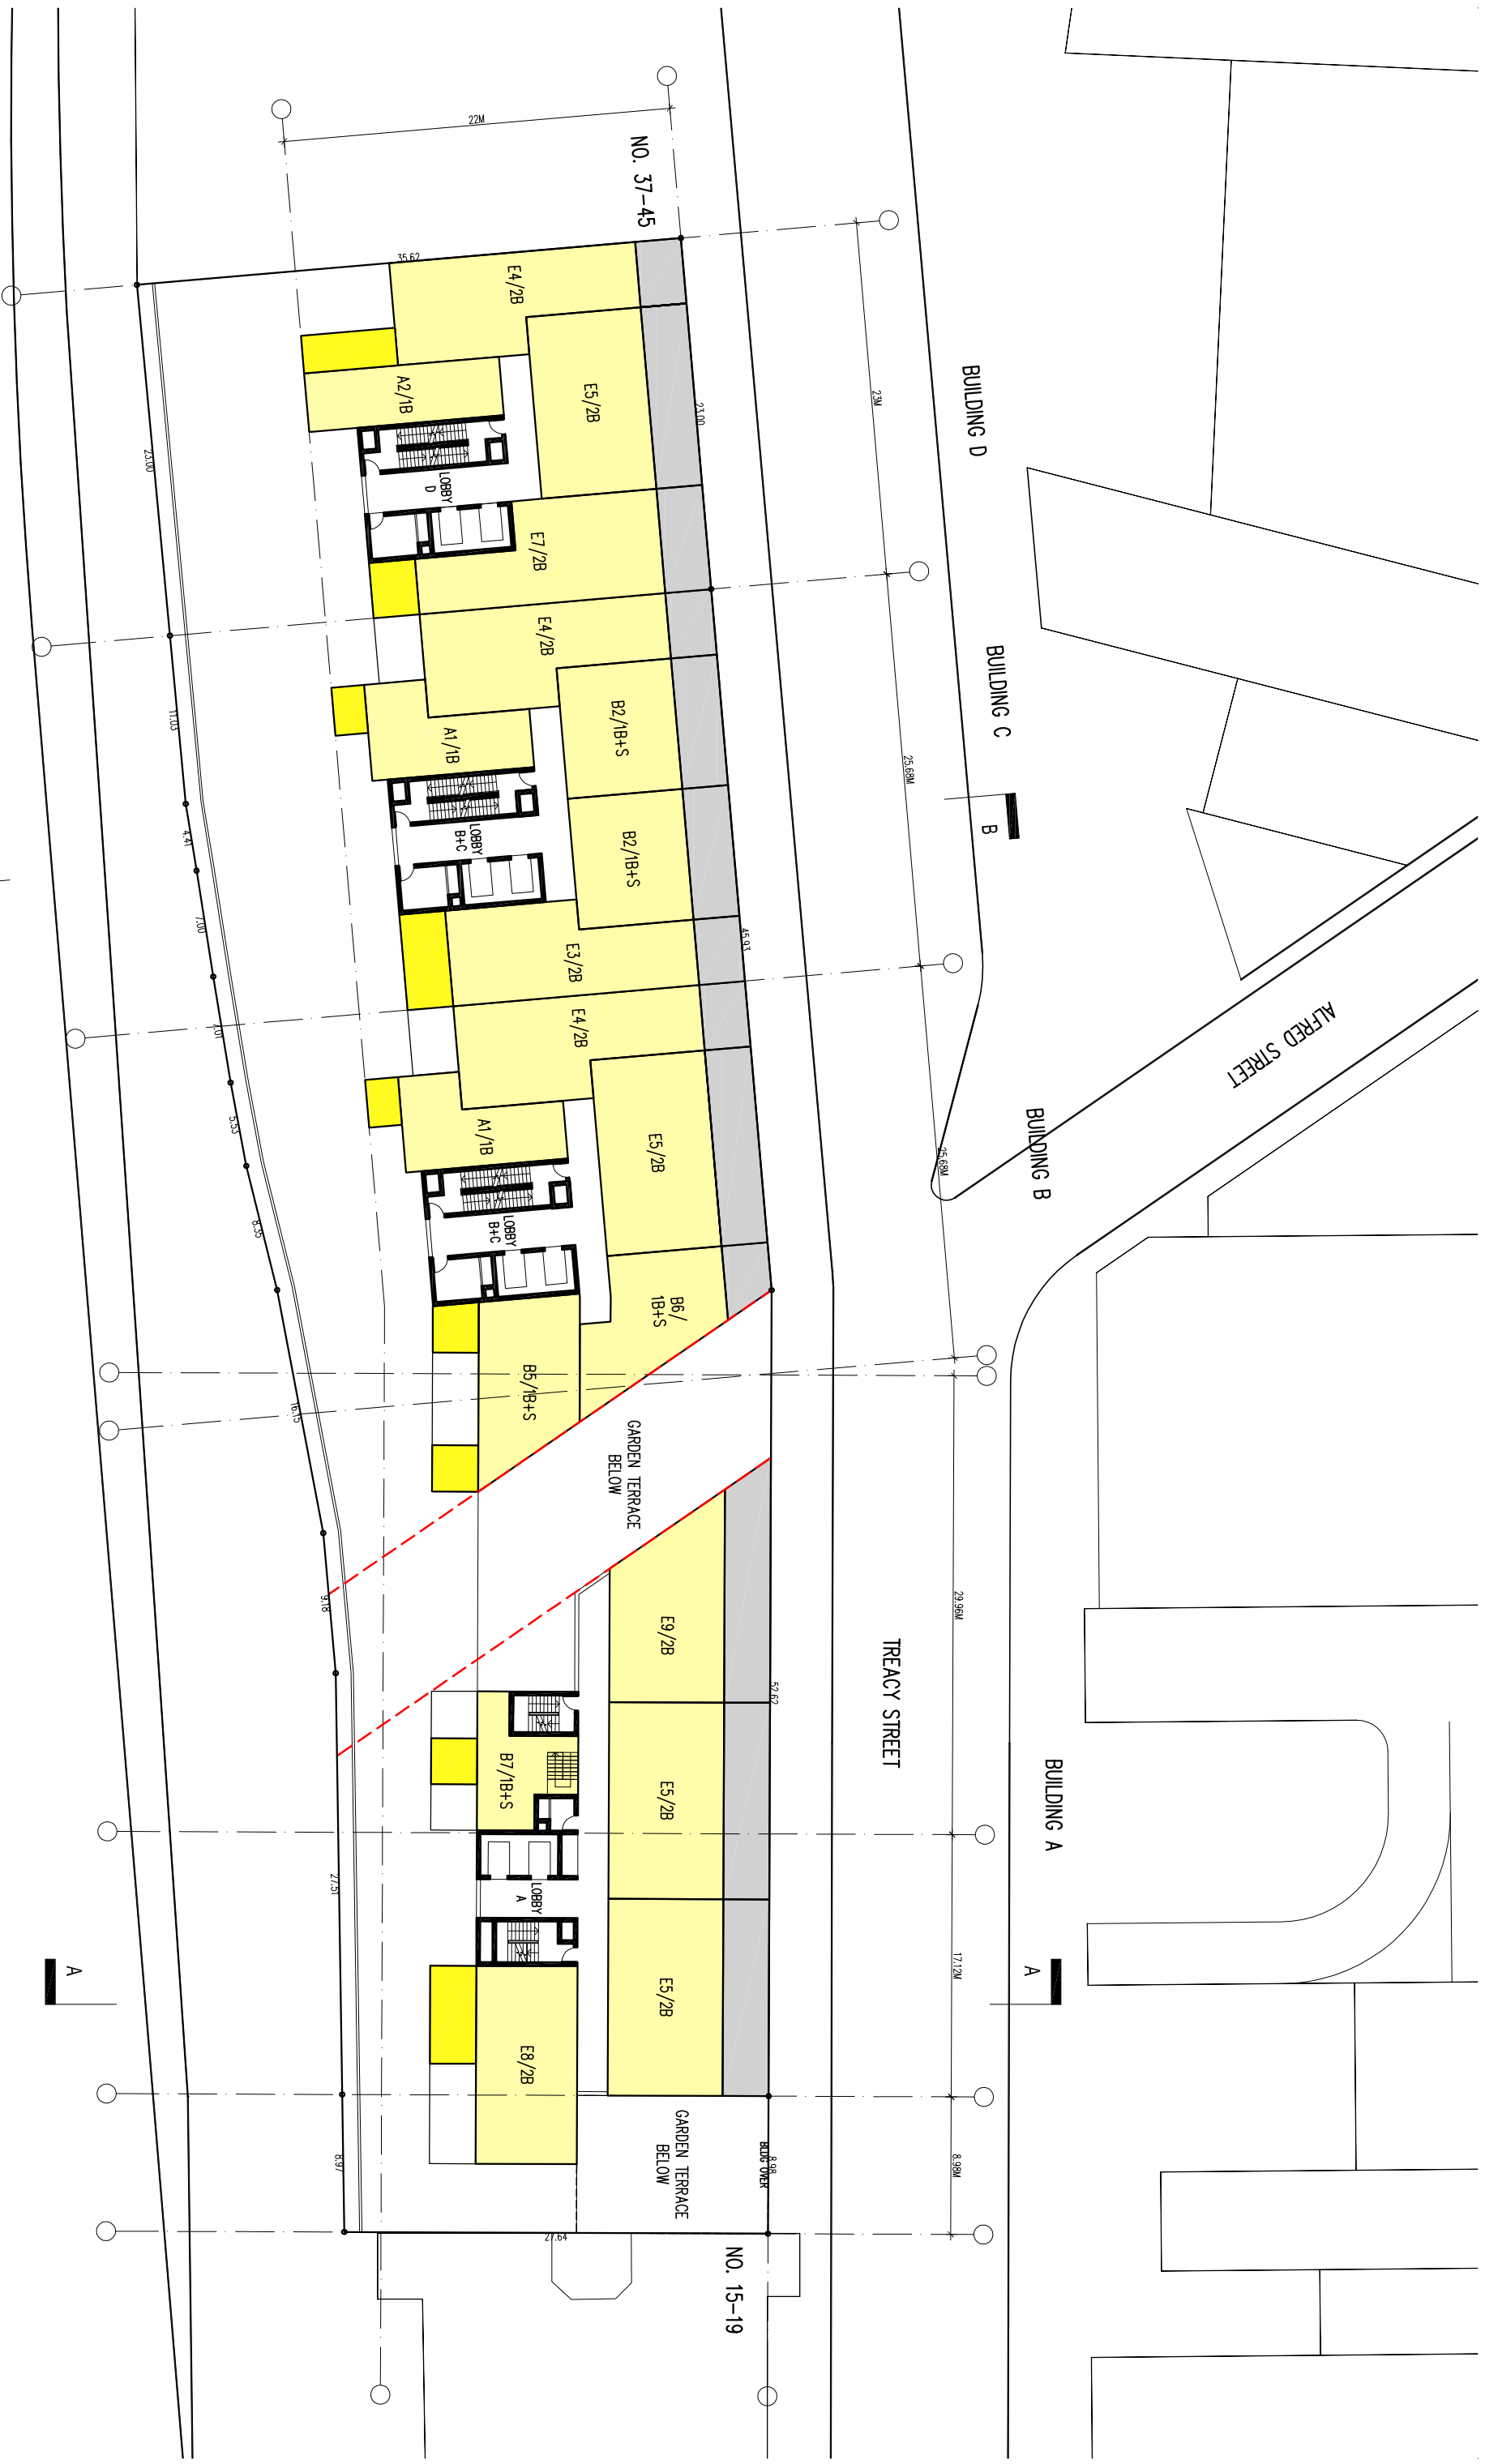 22M
NO. 37-45
35.62
E4/2B
A2/1B
E5/2B
23.00
23M
BUILDING D
LOBBY
D
23.00
E7/2B
E4/2B
11.03
A1/1B
B2/1B+S
BUILDING C
25.68M
B
4.41
LOBBY
B+C
B2/1B+S
7.00
E3/2B
45.93
E4/2B
ALFRED STREET
5.53
A1/1B
E5/2B
BUILDING B
25.68M
8.35
LOBBY
B+C
B6/
1B+S
16.15
B5/1B+S
GARDEN TERRACE
BELOW
9.18
E9/2B
52.62
29.96M
TREACY STREET
B7/1B+S
E5/2B
BUILDING A
27.51
LOBBY
A
E5/2B
17.12M
A
A
E8/2B
GARDEN TERRACE
BELOW
BLDG OVER
8.98
8.98M
8.97
27.64
NO. 15-19